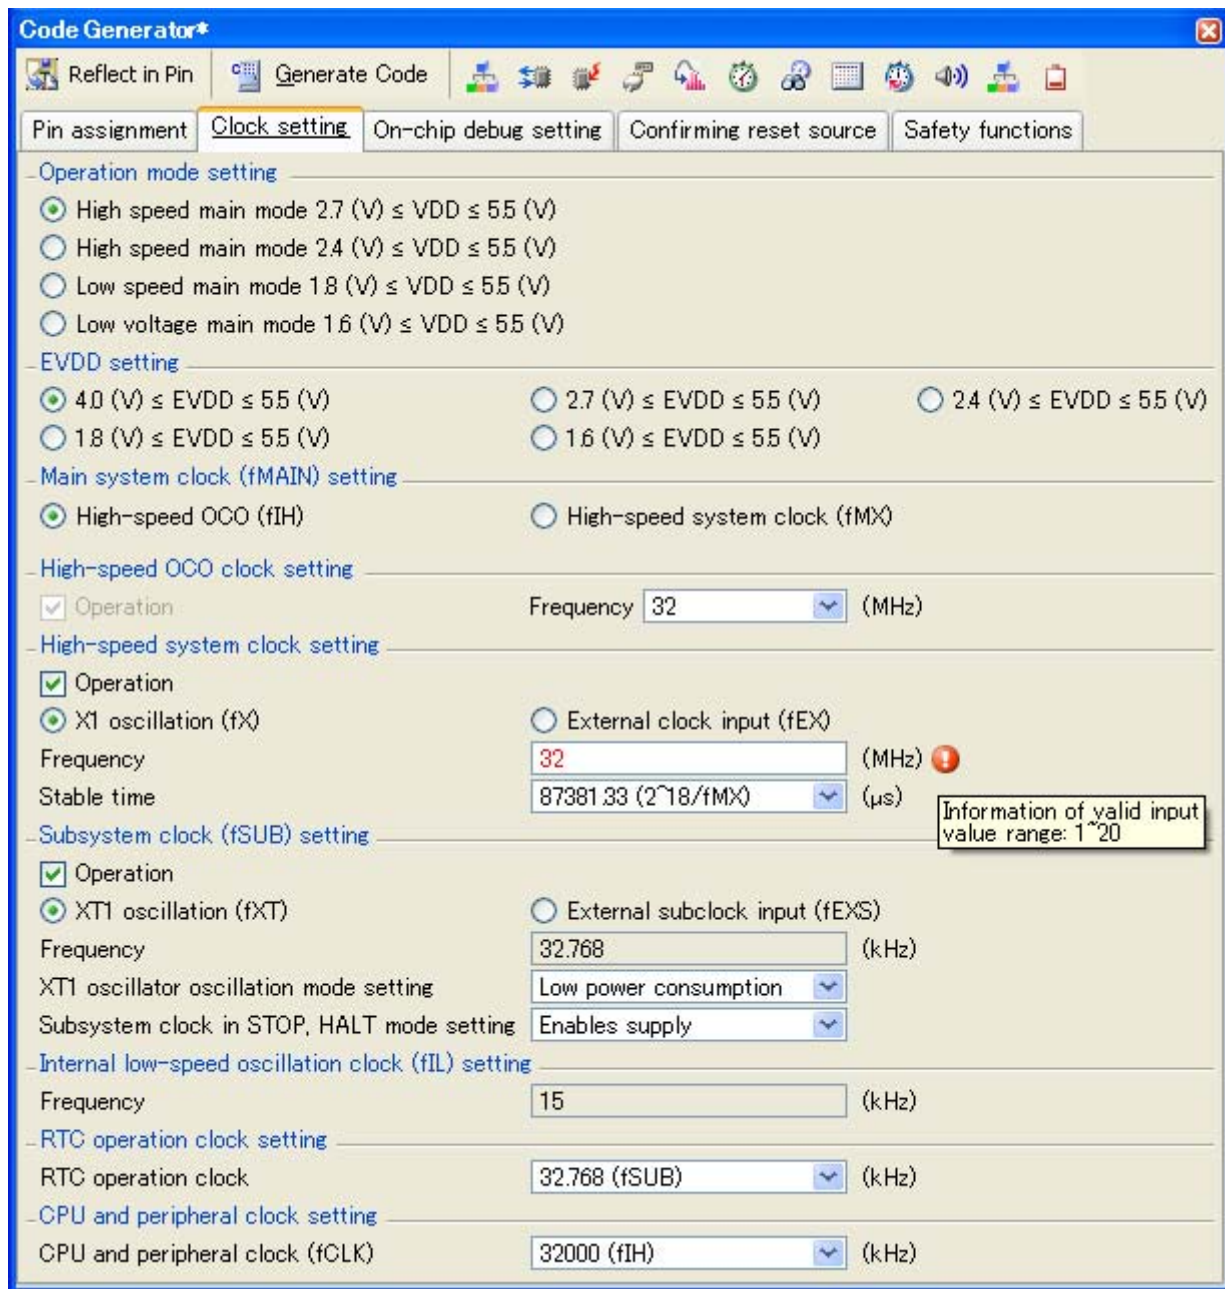 Code Generator*
Reflect in Pin Generate Code
Pin assignment Clock setting On-chip debug setting Confirming reset source Safety functions
Operation mode setting
High speed main mode 2.7 (V) ≤ VDD ≤ 5.5 (V)
High speed main mode 2.4 (V) ≤ VDD ≤ 5.5 (V)
Low speed main mode 1.8 (V) ≤ VDD ≤ 5.5 (V)
Low voltage main mode 1.6 (V) ≤ VDD ≤ 5.5 (V)
EVDD setting
4.0 (V) ≤ EVDD ≤ 5.5 (V) 2.7 (V) ≤ EVDD ≤ 5.5 (V) 2.4 (V) ≤ EVDD ≤ 5.5 (V)
1.8 (V) ≤ EVDD ≤ 5.5 (V) 1.6 (V) ≤ EVDD ≤ 5.5 (V)
Main system clock (fMAIN) setting
High-speed OCO (fIH) High-speed system clock (fMX)
High-speed OCO clock setting
Operation Frequency 32 (MHz)
High-speed system clock setting
Operation
X1 oscillation (fX) External clock input (fEX)
Frequency 32 (MHz)
Stable time 87381.33 (2^18/fMX) (μs)
Information of valid input
value range: 1~20
Subsystem clock (fSUB) setting
Operation
XT1 oscillation (fXT) External subclock input (fEXS)
Frequency 32.768 (kHz)
XT1 oscillator oscillation mode setting Low power consumption
Subsystem clock in STOP, HALT mode setting Enables supply
Internal low-speed oscillation clock (fIL) setting
Frequency 15 (kHz)
RTC operation clock setting
RTC operation clock 32.768 (fSUB) (kHz)
CPU and peripheral clock setting
CPU and peripheral clock (fCLK) 32000 (fIH) (kHz)